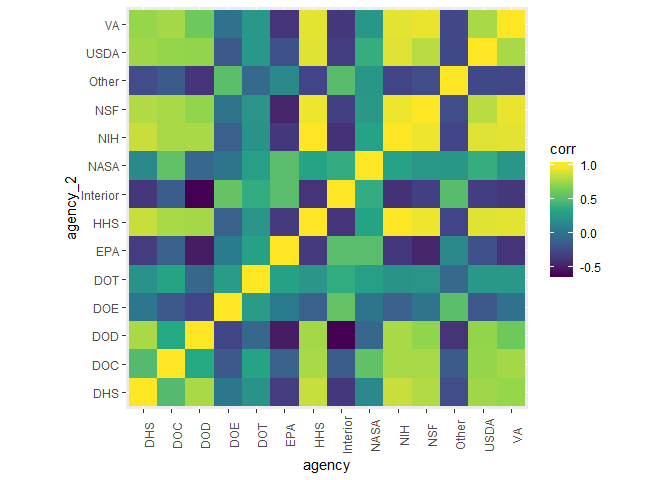 VA
USDA
Other
NSF
NIH
NASA
Interior
HHS
EPA
DOT
DOE
DOD
DOC
DHS
agency_2
DHS
DOC
DOD
DOE
DOT
EPA
HHS
Interior
NASA
NIH
NSF
Other
USDA
VA
agency
corr
1.0
0.5
0.0
-0.5